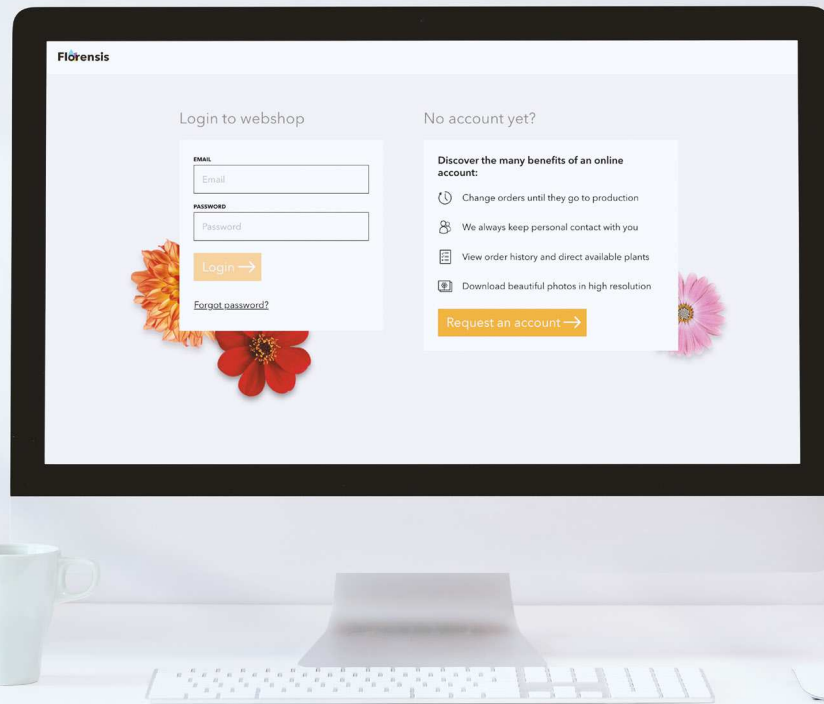 Florensis
Login to webshop
EMAIL
Email
PASSWORD
Password
Login →
Forgot password?
No account yet?
Discover the many benefits of an online
account:
Change orders until they go to production
We always keep personal contact with you
View order history and direct available plants
Download beautiful photos in high resolution
Request an account →